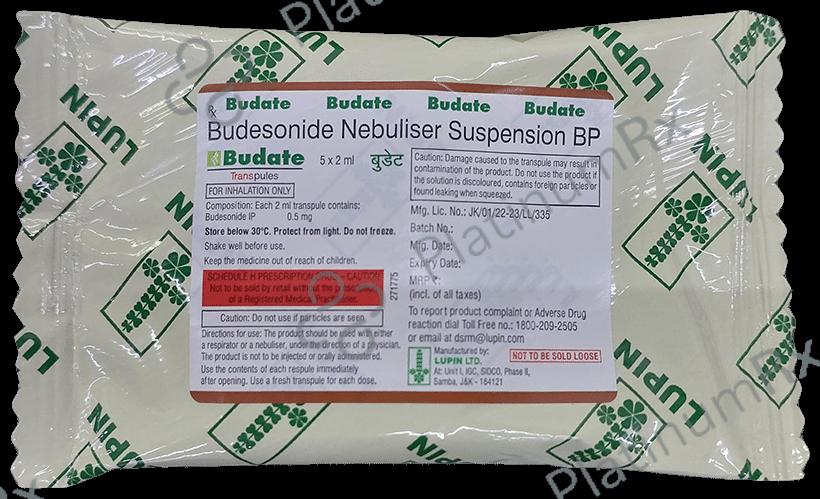 Budate Budate Budate Budate
Rx
Budesonide Nebuliser Suspension BP
Budate 5 x 2 ml बुडेट
Transpules
FOR INHALATION ONLY
Composition: Each 2 ml transpule contains:
Budesonide IP 0.5 mg
Store below 30°C. Protect from light. Do not freeze.
Shake well before use.
Keep the medicine out of reach of children.
SCHEDULE H PRESCRIPTION DRUG - CAUTION
Not to be sold by retail without the prescription
of a Registered Medical Practitioner.
Caution: Do not use if particles are seen
Directions for use: The product should be used with either
a respirator or a nebuliser, under the direction of a physician.
The product is not to be injected or orally administered.
Use the contents of each respule immediately
after opening. Use a fresh transpule for each dose.
271775
Caution: Damage caused to the transpule may result in
contamination of the product. Do not use the product if
the solution is discoloured, contains foreign particles or
found leaking when squeezed.
Mfg. Lic. No.: JK/01/22-23/LL/335
Batch No.:
Mfg. Date:
Expiry Date:
MRP ₹:
(incl. of all taxes)
To report product complaint or Adverse Drug
reaction dial Toll Free no.: 1800-209-2505
or email at dsrm@lupin.com
Manufactured by:
LUPIN LTD.
At: Unit I, IGC, SIDCO, Phase II,
Samba, J&K - 184121
NOT TO BE SOLD LOOSE
LUPIN
LUPIN
LUPIN
LUPIN
LUPIN
LUPIN
LUPIN
LUPIN
LUPIN
PlatinumRx
PlatinumRx
PlatinumRx